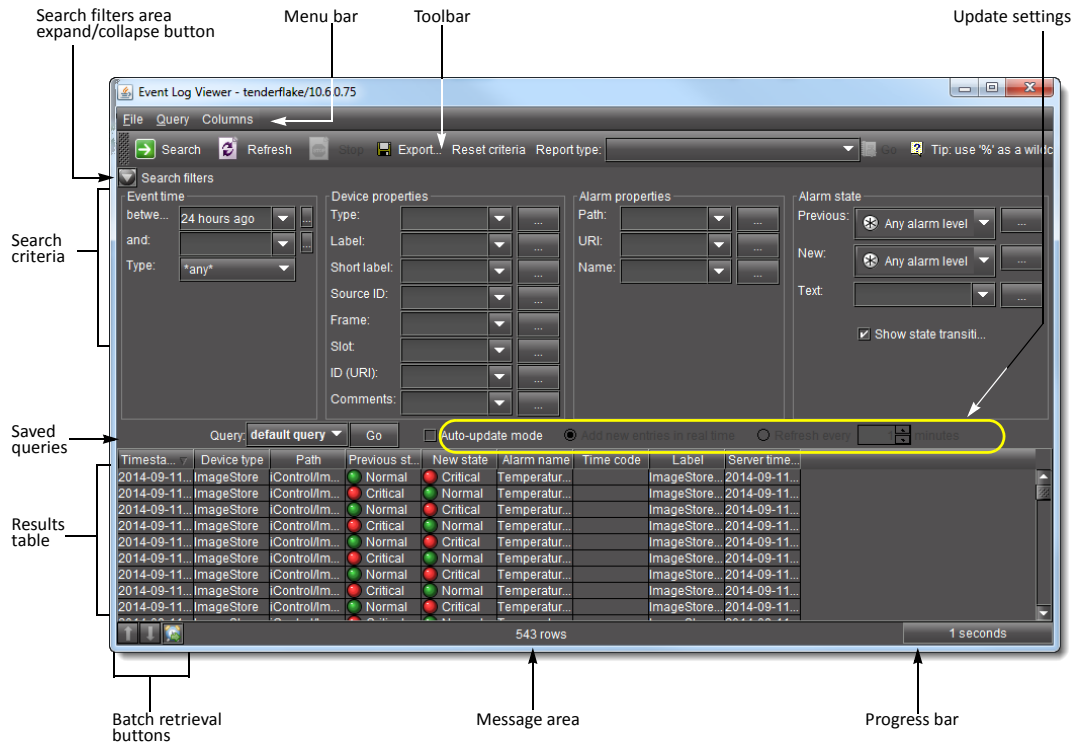 Search filters area
expand/collapse button
Menu bar
Toolbar
Update settings
Event Log Viewer - tenderflake/10.6.0.75
File Query Columns
Search Refresh Stop Export... Reset criteria Report type: Go Tip: use '%' as a wildc
Search filters
Event time
betwe... 24 hours ago ...
and: ...
Type: *any*
Device properties
Type: ...
Label: ...
Short label: ...
Source ID: ...
Frame: ...
Slot: ...
ID (URI): ...
Comments: ...
Alarm properties
Path: ...
URI: ...
Name: ...
Alarm state
Previous: Any alarm level ...
New: Any alarm level ...
Text: ...
Show state transiti...
Search
criteria
Saved
queries
Query: default query Go Auto-update mode Add new entries in real time Refresh every 1 minutes
Timesta... Device type Path Previous st... New state Alarm name Time code Label Server time...
2014-09-11... ImageStore iControl/Im... Normal Critical Temperatur... ImageStore... 2014-09-11...
2014-09-11... ImageStore iControl/Im... Critical Normal Temperatur... ImageStore... 2014-09-11...
2014-09-11... ImageStore iControl/Im... Normal Critical Temperatur... ImageStore... 2014-09-11...
2014-09-11... ImageStore iControl/Im... Critical Normal Temperatur... ImageStore... 2014-09-11...
2014-09-11... ImageStore iControl/Im... Normal Critical Temperatur... ImageStore... 2014-09-11...
2014-09-11... ImageStore iControl/Im... Critical Normal Temperatur... ImageStore... 2014-09-11...
2014-09-11... ImageStore iControl/Im... Normal Critical Temperatur... ImageStore... 2014-09-11...
2014-09-11... ImageStore iControl/Im... Critical Normal Temperatur... ImageStore... 2014-09-11...
2014-09-11... ImageStore iControl/Im... Normal Critical Temperatur... ImageStore... 2014-09-11...
Results
table
543 rows
1 seconds
Batch retrieval
buttons
Message area
Progress bar